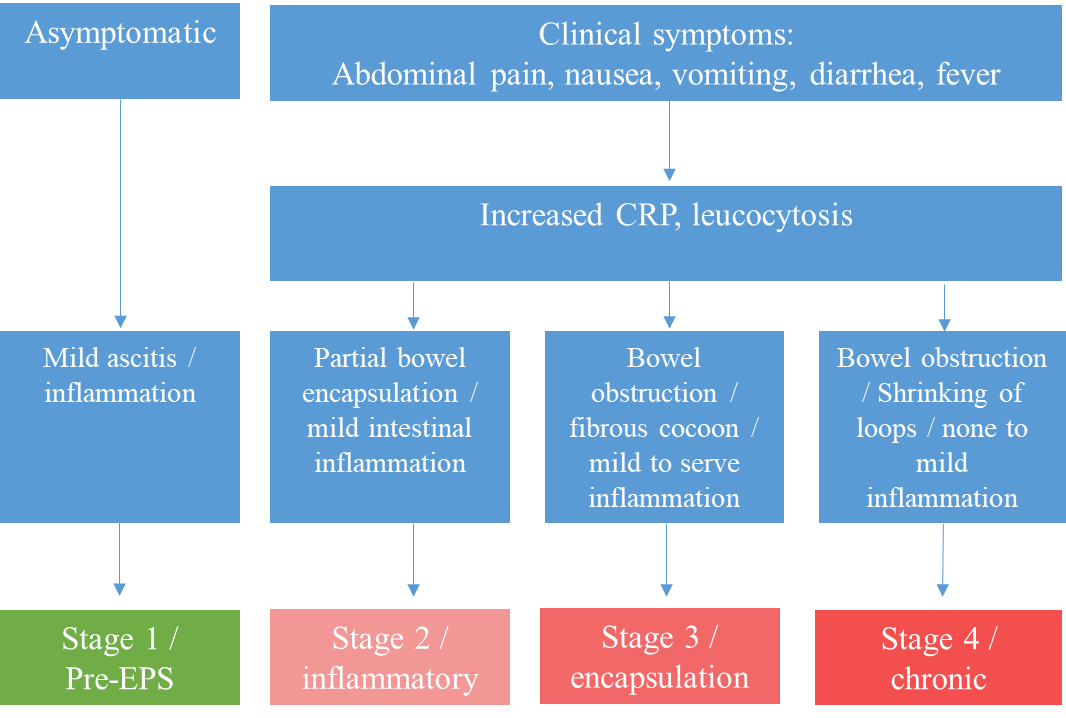 Asymptomatic
Clinical symptoms:
Abdominal pain, nausea, vomiting, diarrhea, fever
Increased CRP, leucocytosis
Mild ascitis /
inflammation
Partial bowel
encapsulation /
mild intestinal
inflammation
Bowel
obstruction /
fibrous cocoon /
mild to serve
inflammation
Bowel obstruction
/ Shrinking of
loops / none to
mild
inflammation
Stage 1 /
Pre-EPS
Stage 2 /
inflammatory
Stage 3 /
encapsulation
Stage 4 /
chronic